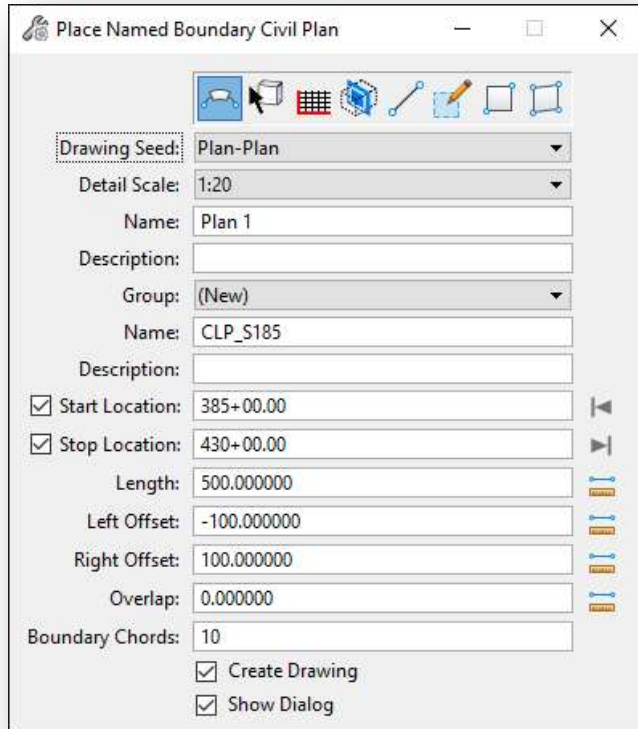 Place Named Boundary Civil Plan
Drawing Seed: Plan-Plan
Detail Scale: 1:20
Name: Plan 1
Description:
Group: (New)
Name: CLP_S185
Description:
Start Location: 385+00.00
Stop Location: 430+00.00
Length: 500.000000
Left Offset: -100.000000
Right Offset: 100.000000
Overlap: 0.000000
Boundary Chords: 10
Create Drawing
Show Dialog